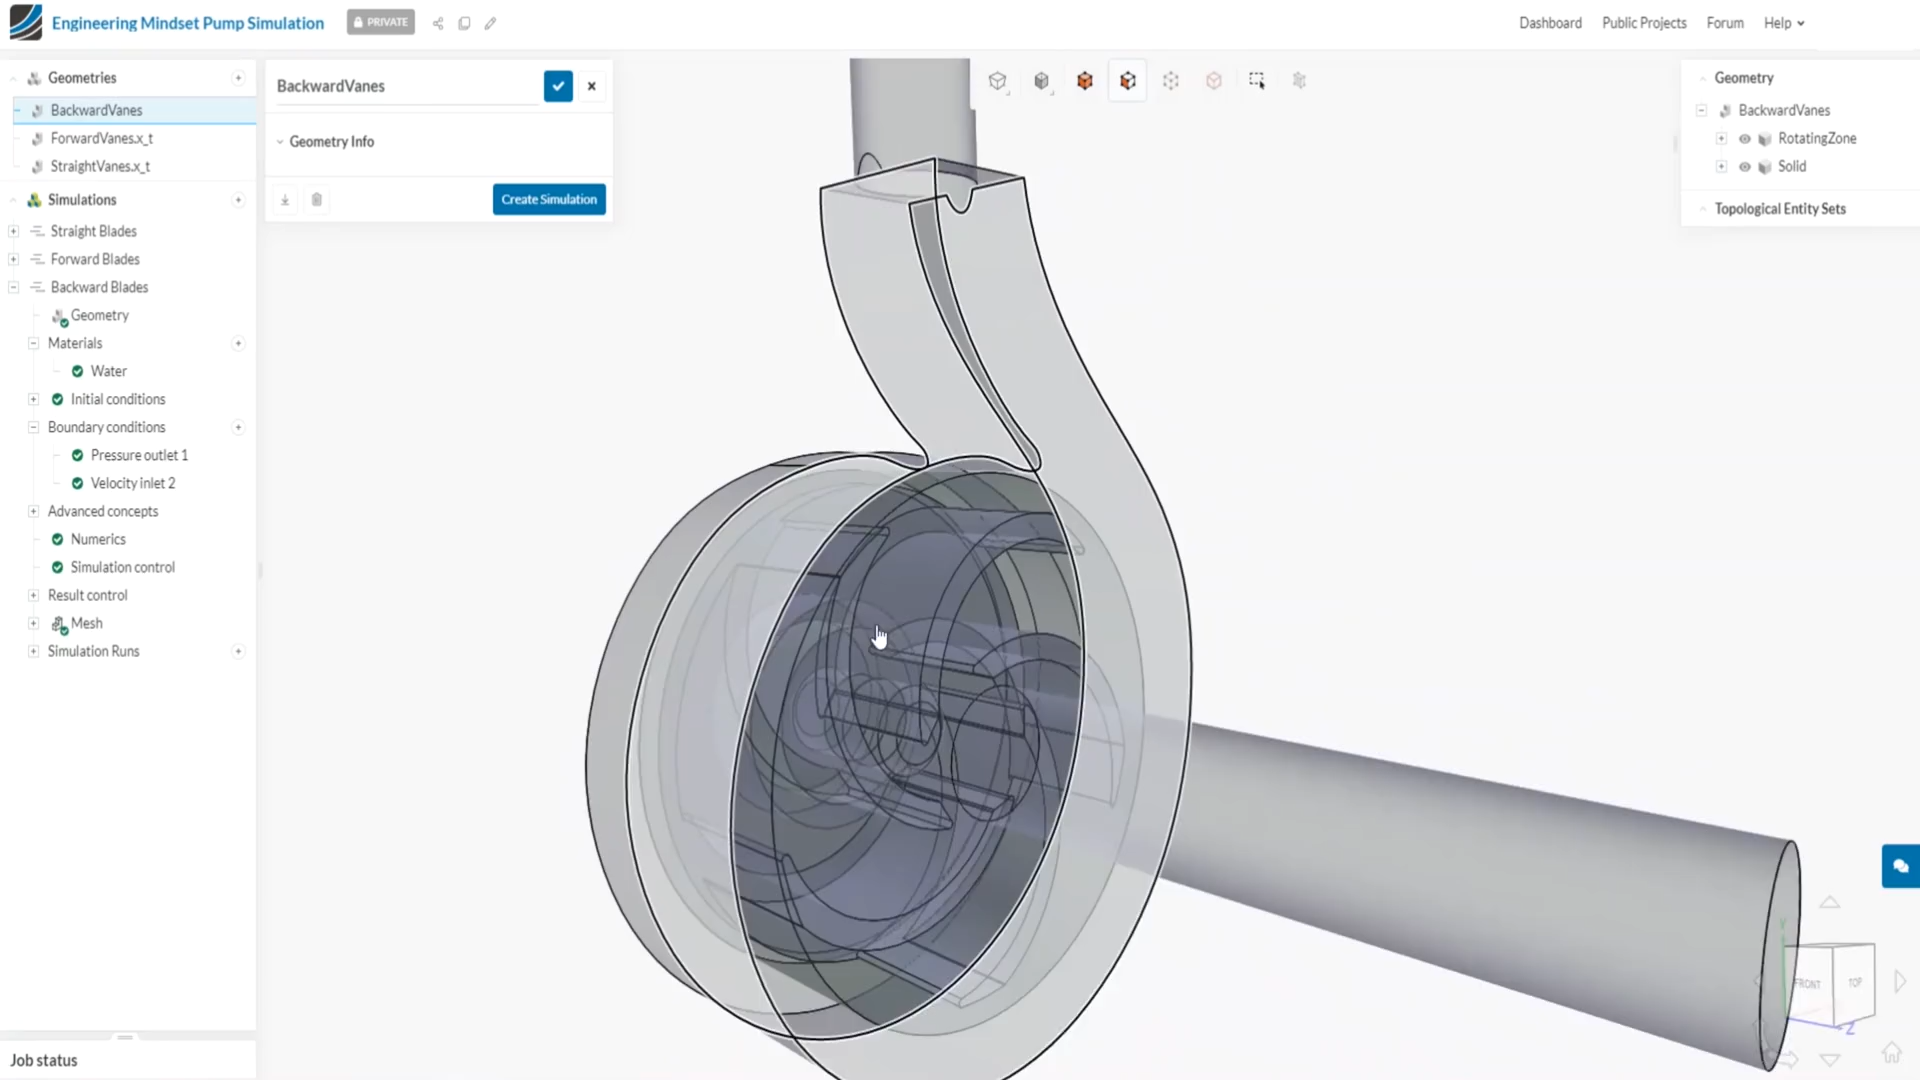 Engineering Mindset Pump Simulation
PRIVATE
Dashboard
Public Projects
Forum
Help
Geometries
BackwardVanes
ForwardVanes.x_t
StraightVanes.x_t
Simulations
Straight Blades
Forward Blades
Backward Blades
Geometry
Materials
Water
Initial conditions
Boundary conditions
Pressure outlet 1
Velocity inlet 2
Advanced concepts
Numerics
Simulation control
Result control
Mesh
Simulation Runs
Job status
BackwardVanes
Geometry Info
Create Simulation
Geometry
BackwardVanes
RotatingZone
Solid
Topological Entity Sets
Y
FRONT
TOP
Z